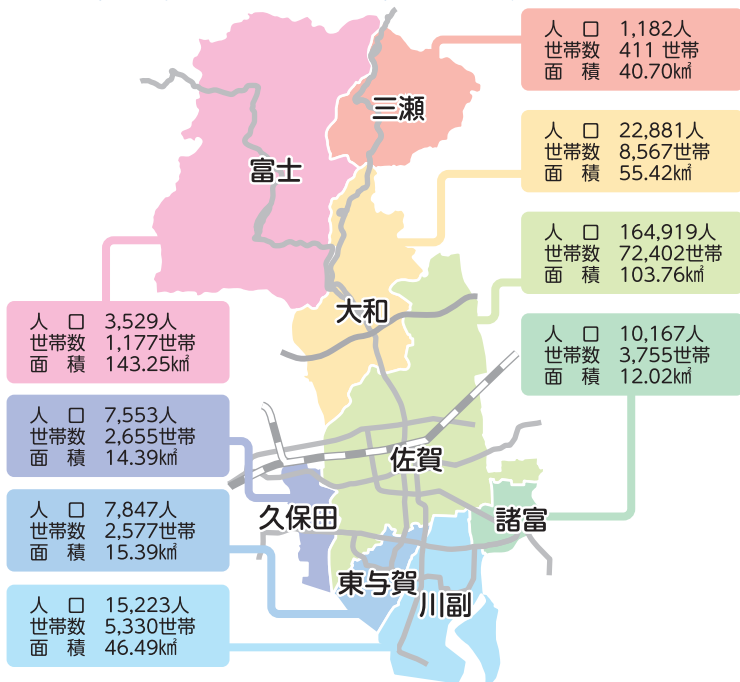 人　口　1,182人
世帯数　411 世帯
面　積　40.70㎢
三瀬
人　口　22,881人
世帯数　8,567世帯
面　積　55.42㎢
富士
人　口　164,919人
世帯数　72,402世帯
面　積　103.76㎢
大和
人　口　3,529人
世帯数　1,177世帯
面　積　143.25㎢
人　口　10,167人
世帯数　3,755世帯
面　積　12.02㎢
人　口　7,553人
世帯数　2,655世帯
面　積　14.39㎢
佐賀
人　口　7,847人
世帯数　2,577世帯
面　積　15.39㎢
久保田
諸富
東与賀
川副
人　口　15,223人
世帯数　5,330世帯
面　積　46.49㎢